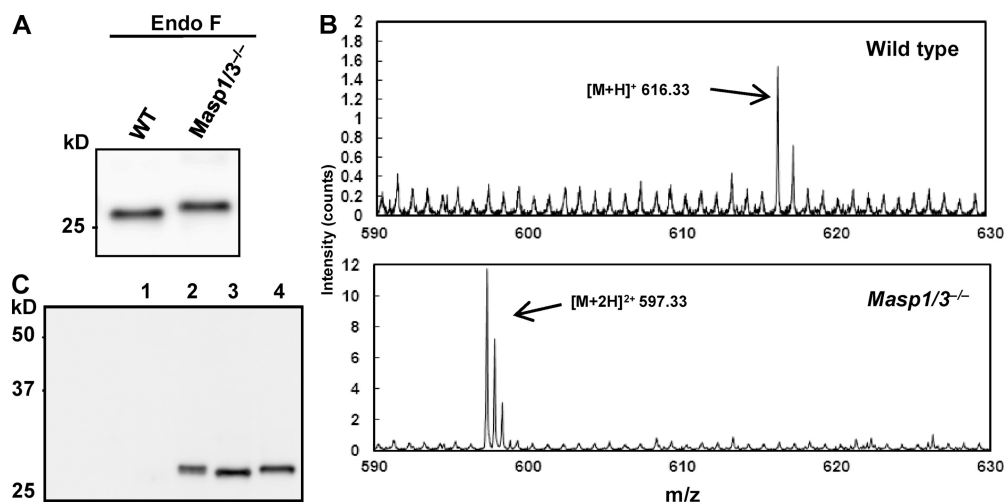 A
Endo F
WT
Masp1/3–/–
kD
25
B
2
1.8
1.6
1.4
1.2
1
0.8
0.6
0.4
0.2
0
Wild type
[M+H]+ 616.33
590
600
610
620
630
Intensity (counts)
12
10
8
6
4
2
0
Masp1/3–/–
[M+2H]2+ 597.33
590
600
610
620
630
m/z
C
1 2 3 4
kD
50
37
25